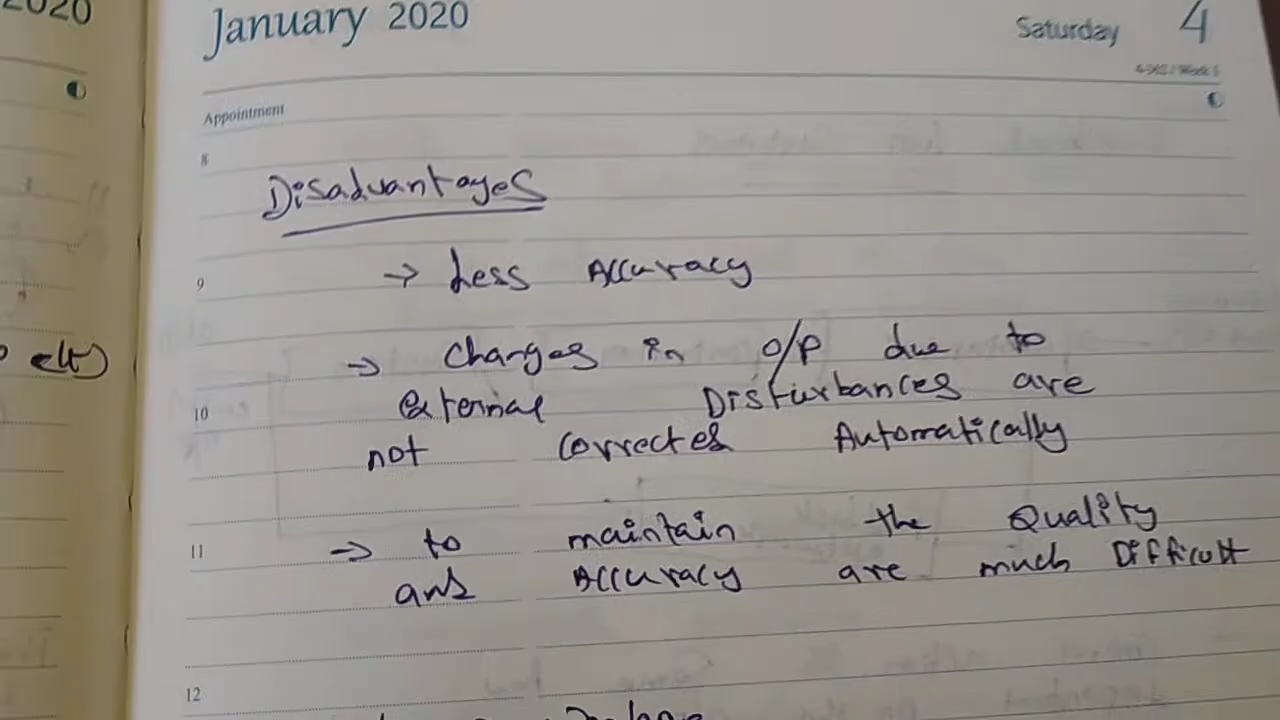 2020
January 2020
Saturday 4
Appointment
8
Disadvantages
9
→ Less Accuracy
→ Changes in O/P due to
10
external Disturbances are
not corrected Automatically
11
→ to maintain the Quality
and Accuracy are much Difficult
12